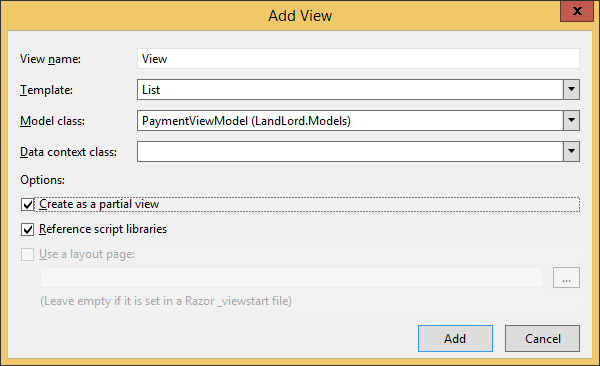 Add View
x
View name: View
Template: List
Model class: PaymentViewModel (LandLord.Models)
Data context class:
Options:
Create as a partial view
Reference script libraries
Use a layout page:
...
(Leave empty if it is set in a Razor _viewstart file)
Add Cancel